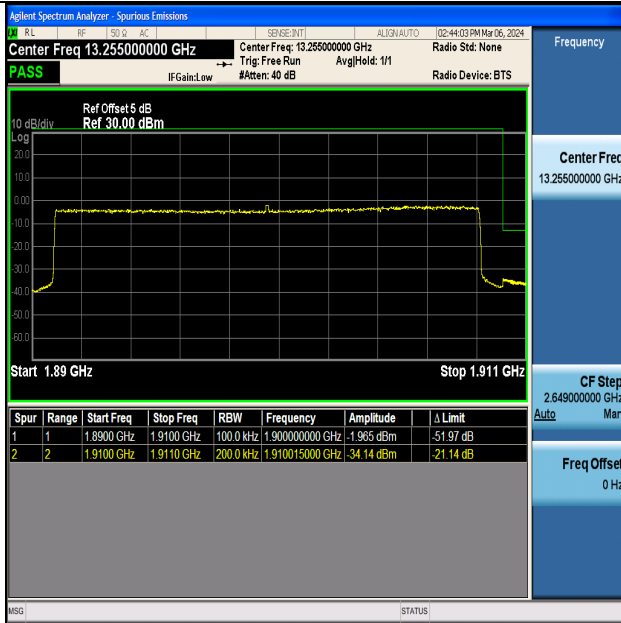 Agilent Spectrum Analyzer - Spurious Emissions
RL RF 50 Ω AC SENSE:INT ALIGN AUTO 02:44:03 PM Mar 06, 2024
Center Freq 13.255000000 GHz Center Freq: 13.255000000 GHz Radio Std: None Frequency
Trig: Free Run Avg|Hold: 1/1
PASS IFGain:Low #Atten: 40 dB Radio Device: BTS
Ref Offset 5 dB
10 dB/div Ref 30.00 dBm
Log
20.0
10.0
0.00
-10.0
-20.0
-30.0
-40.0
-50.0
-60.0
Start 1.89 GHz Stop 1.911 GHz
Center Freq
13.255000000 GHz
CF Step
2.649000000 GHz
Auto Man
Freq Offset
0 Hz
Spur Range Start Freq Stop Freq RBW Frequency Amplitude Δ Limit
1 1 1.8900 GHz 1.9100 GHz 100.0 kHz 1.900000000 GHz -1.965 dBm -51.97 dB
2 2 1.9100 GHz 1.9110 GHz 200.0 kHz 1.910015000 GHz -34.14 dBm -21.14 dB
MSG STATUS